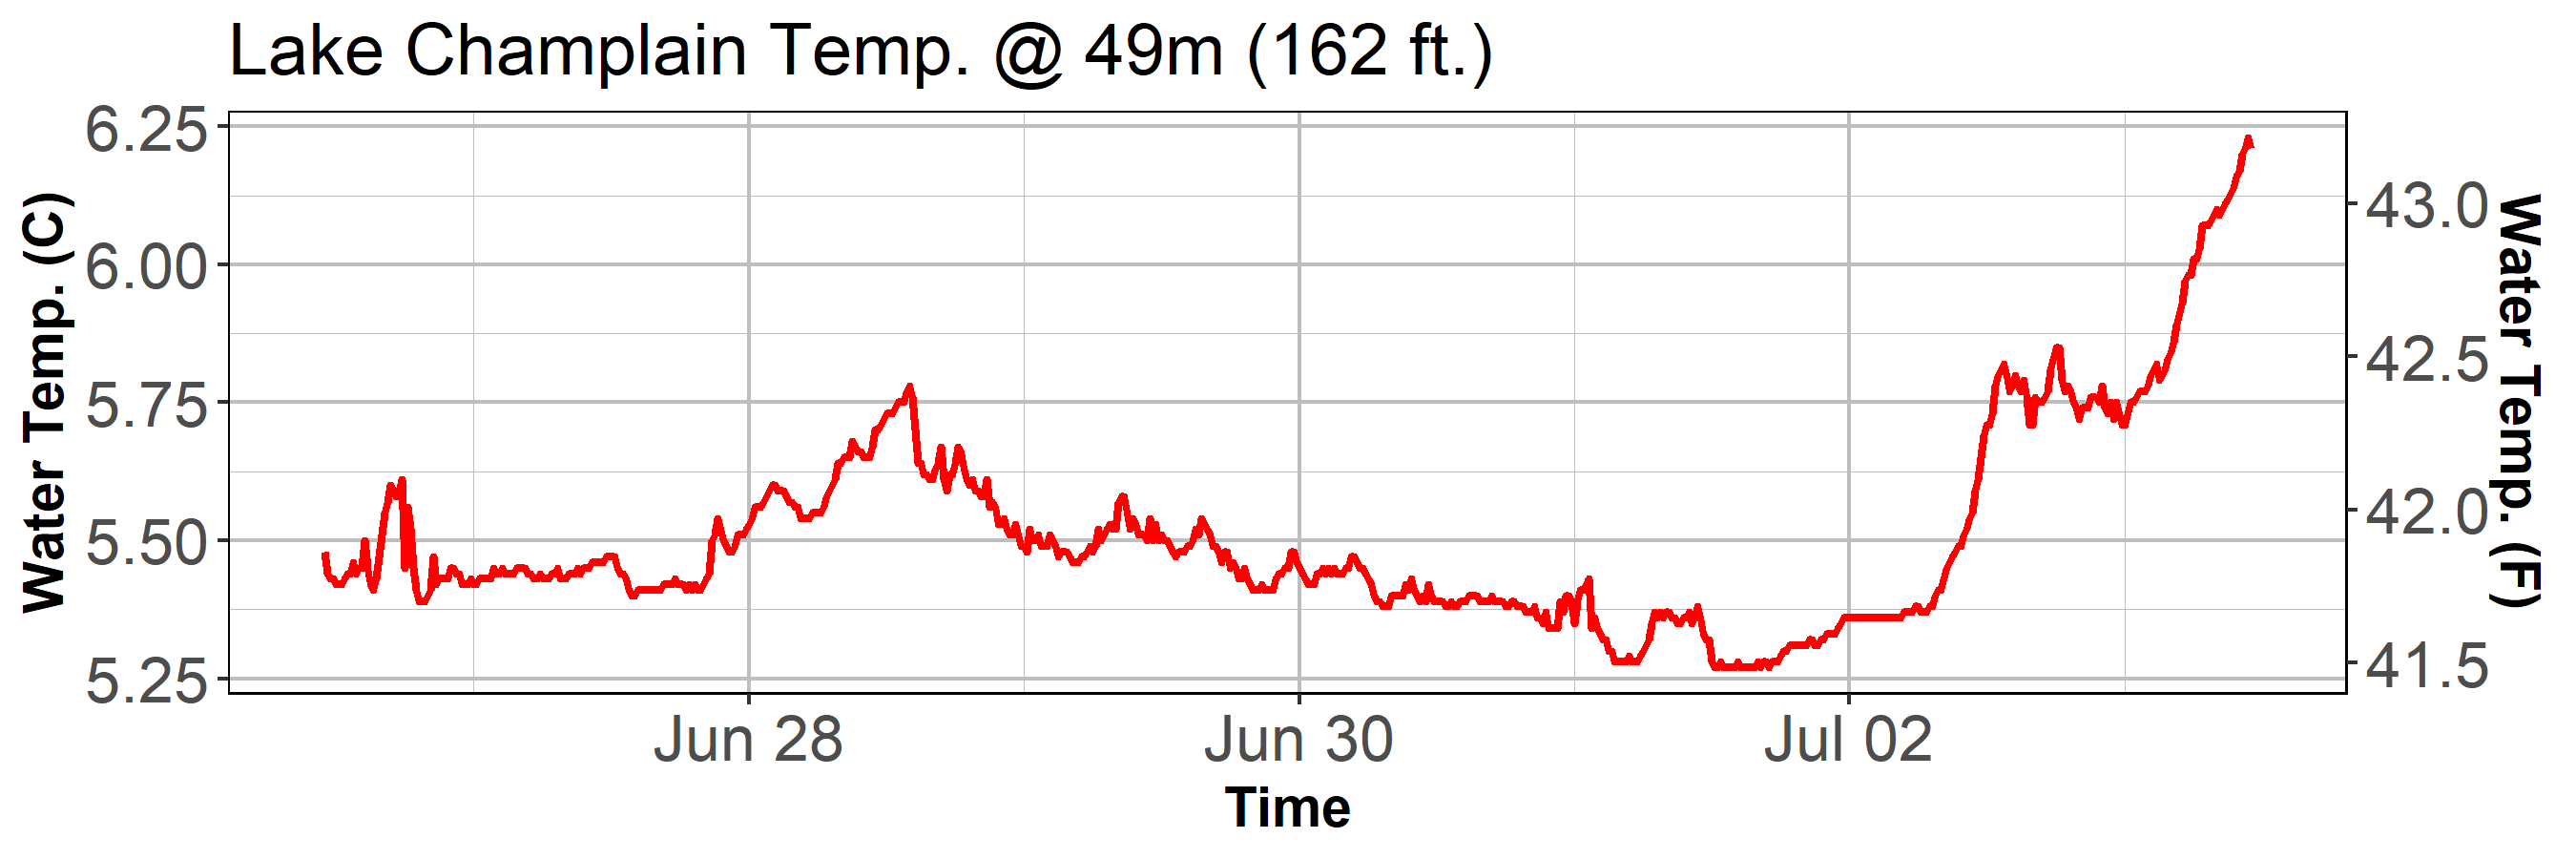 Lake Champlain Temp. @ 49m (162 ft.)
Water Temp. (C)
6.25
6.00
5.75
5.50
5.25
43.0
42.5
42.0
41.5
Water Temp. (F)
Jun 28
Jun 30
Jul 02
Time